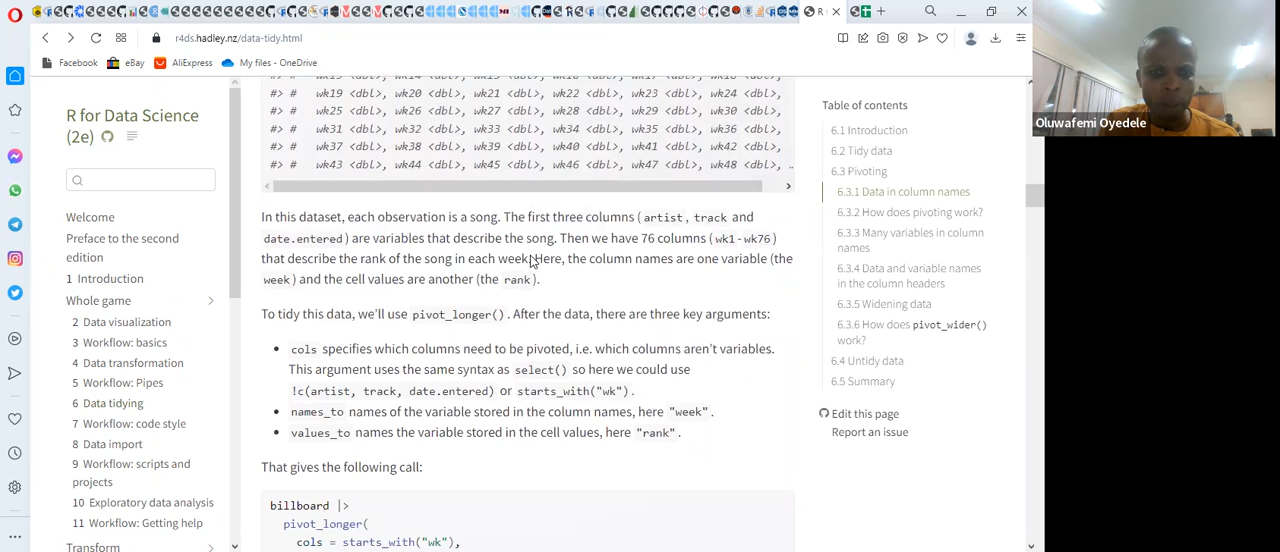 R
r4ds.hadley.nz/data-tidy.html
Facebook eBay AliExpress My files - OneDrive
R for Data Science
(2e)
Welcome
Preface to the second
edition
1 Introduction
Whole game
2 Data visualization
3 Workflow: basics
4 Data transformation
5 Workflow: Pipes
6 Data tidying
7 Workflow: code style
8 Data import
9 Workflow: scripts and
projects
10 Exploratory data analysis
11 Workflow: Getting help
Transform
#> # wk13 <dbl>, wk14 <dbl>, wk15 <dbl>, wk16 <dbl>, wk17 <dbl>, wk18 <dbl>,
#> # wk19 <dbl>, wk20 <dbl>, wk21 <dbl>, wk22 <dbl>, wk23 <dbl>, wk24 <dbl>,
#> # wk25 <dbl>, wk26 <dbl>, wk27 <dbl>, wk28 <dbl>, wk29 <dbl>, wk30 <dbl>,
#> # wk31 <dbl>, wk32 <dbl>, wk33 <dbl>, wk34 <dbl>, wk35 <dbl>, wk36 <dbl>,
#> # wk37 <dbl>, wk38 <dbl>, wk39 <dbl>, wk40 <dbl>, wk41 <dbl>, wk42 <dbl>,
#> # wk43 <dbl>, wk44 <dbl>, wk45 <dbl>, wk46 <dbl>, wk47 <dbl>, wk48 <dbl>, …
In this dataset, each observation is a song. The first three columns (artist, track and
date.entered) are variables that describe the song. Then we have 76 columns (wk1-wk76)
that describe the rank of the song in each week. Here, the column names are one variable (the
week) and the cell values are another (the rank).
To tidy this data, we'll use pivot_longer(). After the data, there are three key arguments:
• cols specifies which columns need to be pivoted, i.e. which columns aren't variables.
This argument uses the same syntax as select() so here we could use
!c(artist, track, date.entered) or starts_with("wk").
• names_to names of the variable stored in the column names, here "week".
• values_to names the variable stored in the cell values, here "rank".
That gives the following call:
billboard |>
pivot_longer(
cols = starts_with("wk"),
Table of contents
6.1 Introduction
6.2 Tidy data
6.3 Pivoting
6.3.1 Data in column names
6.3.2 How does pivoting work?
6.3.3 Many variables in column
names
6.3.4 Data and variable names
in the column headers
6.3.5 Widening data
6.3.6 How does pivot_wider()
work?
6.4 Untidy data
6.5 Summary
Edit this page
Report an issue
Oluwafemi Oyedele